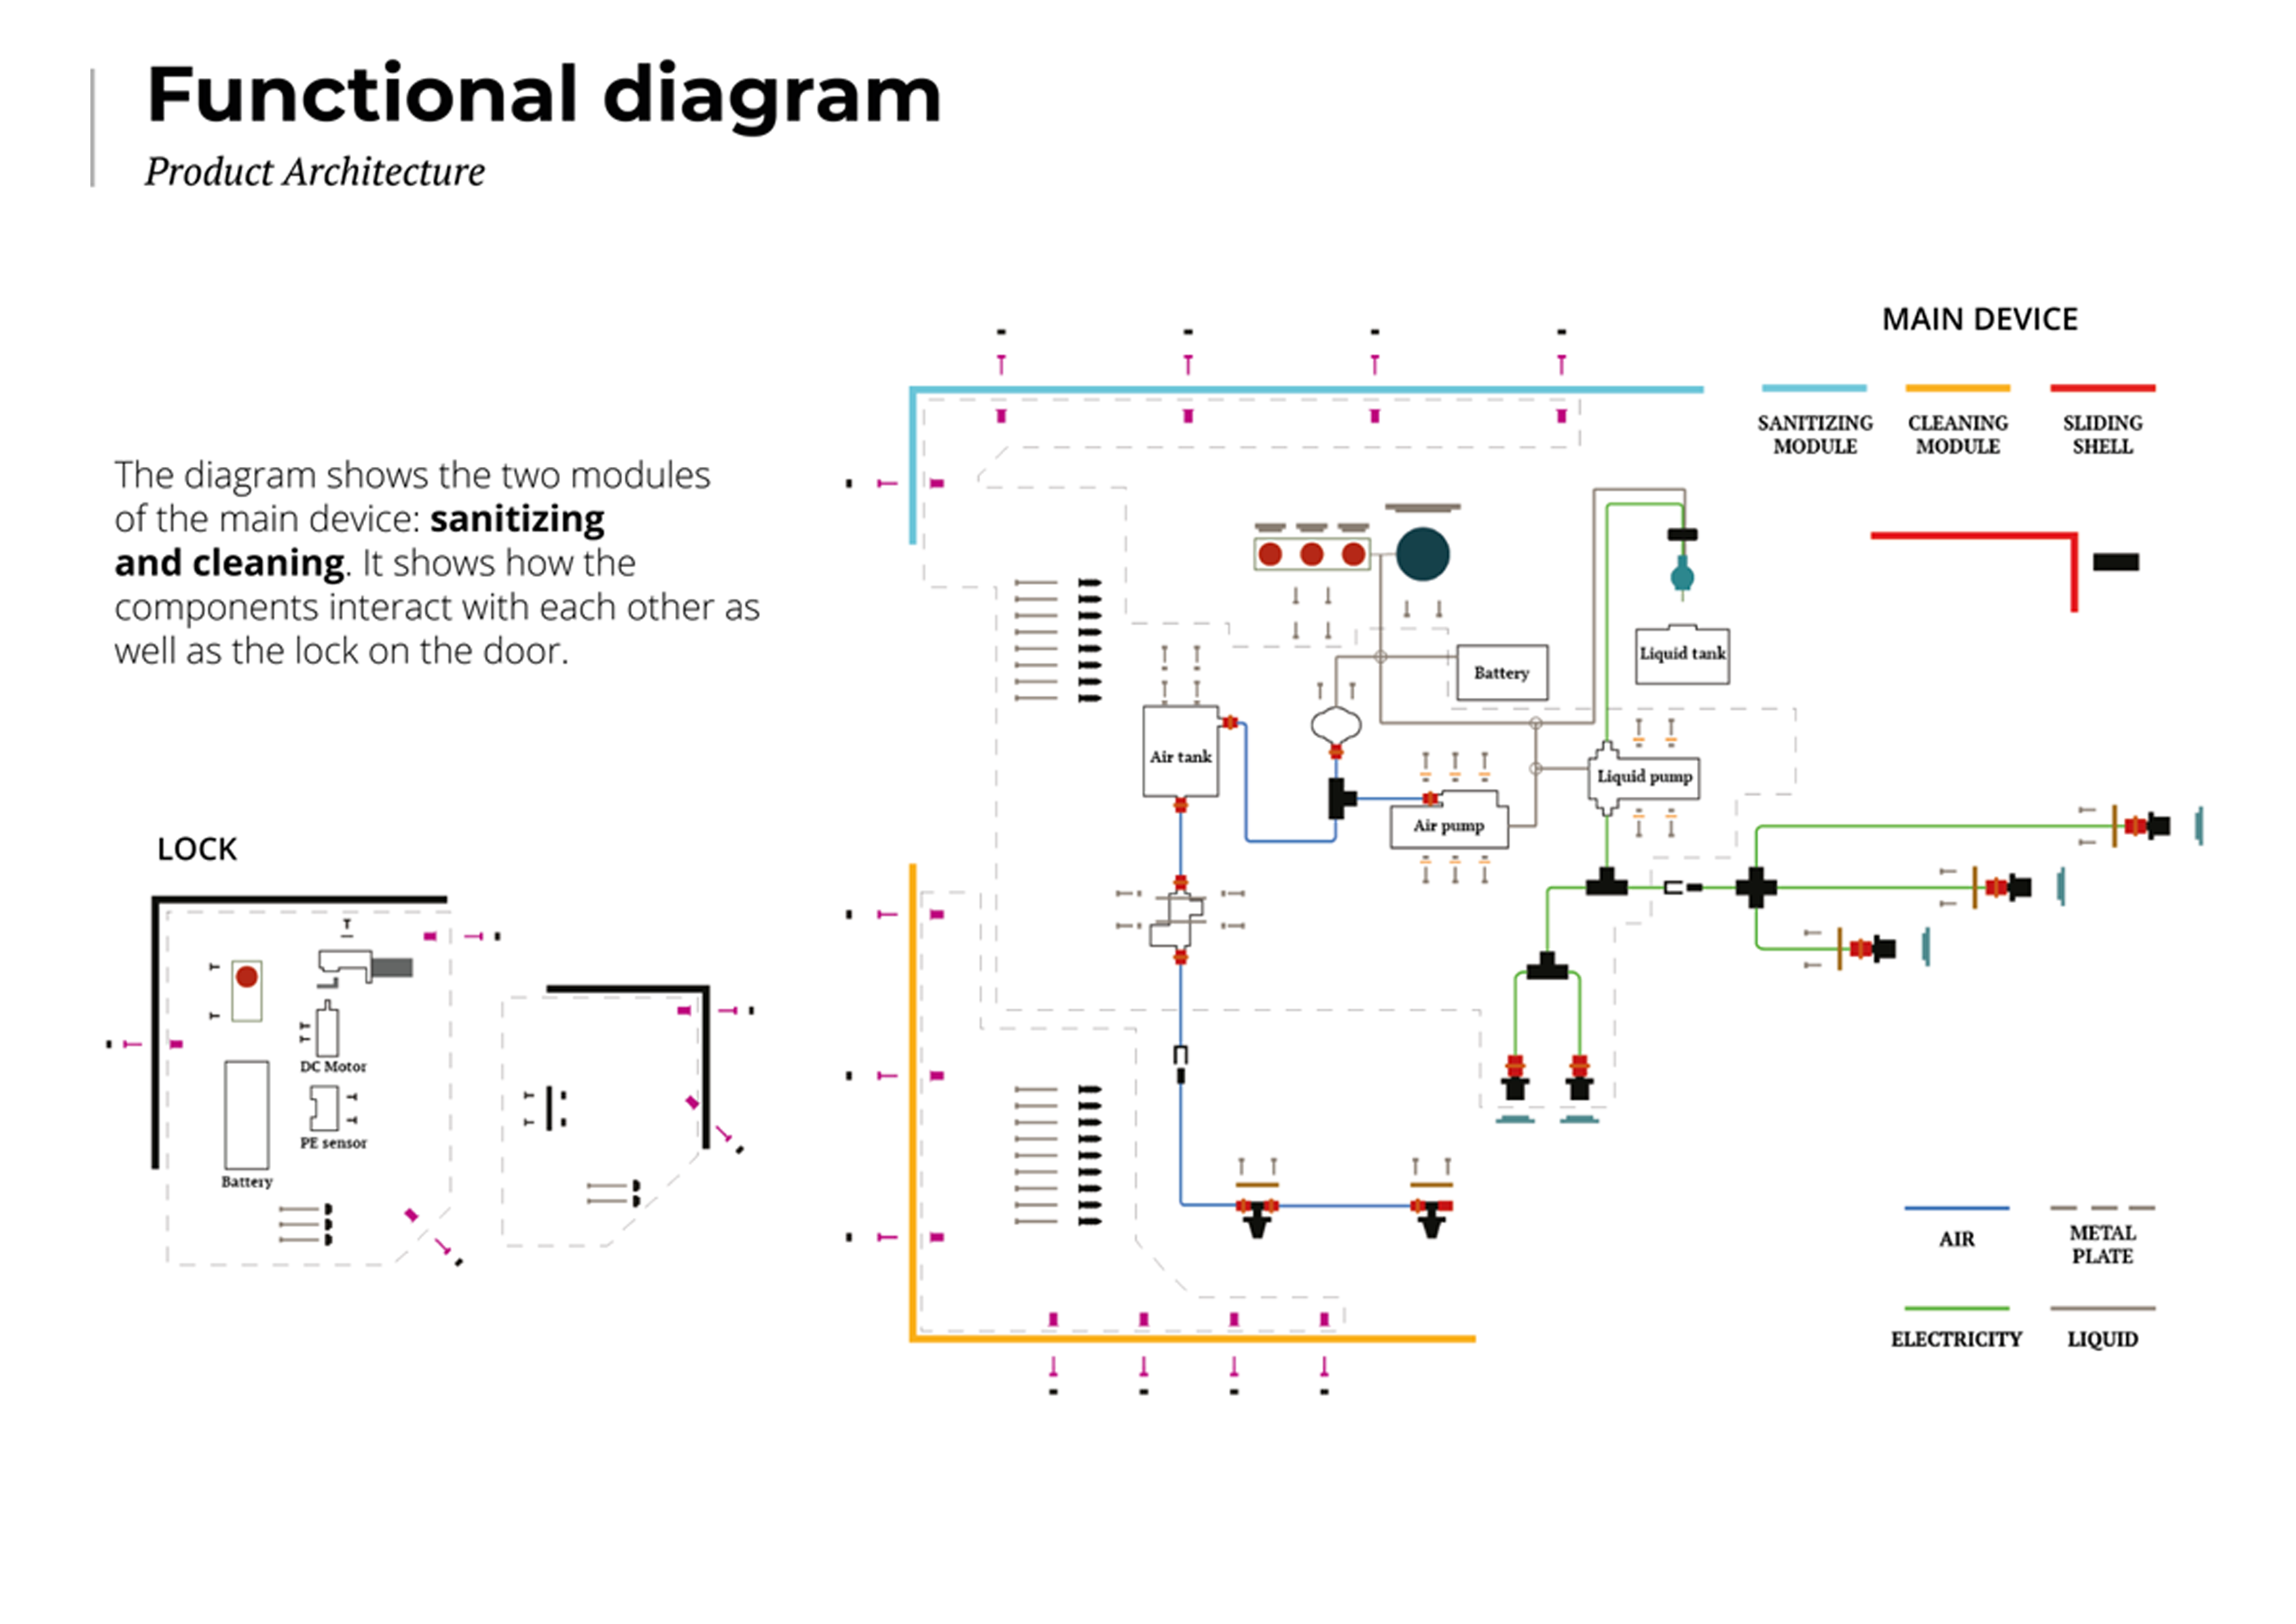 Functional diagram
Product Architecture
The diagram shows the two modules
of the main device: sanitizing
and cleaning. It shows how the
components interact with each other as
well as the lock on the door.
MAIN DEVICE
SANITIZING
MODULE
CLEANING
MODULE
SLIDING
SHELL
Battery
Liquid tank
Air tank
Liquid pump
Air pump
LOCK
DC Motor
PE sensor
Battery
AIR
METAL
PLATE
ELECTRICITY
LIQUID